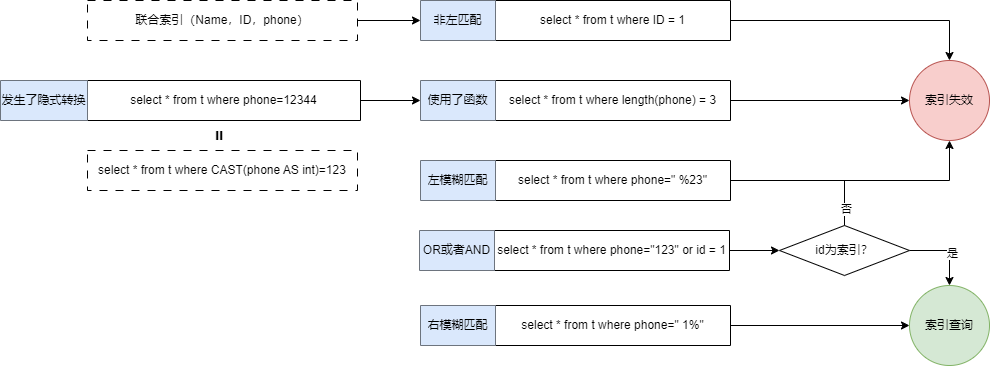 联合索引（Name，ID，phone）
非左匹配
select * from t where ID = 1
发生了隐式转换
select * from t where phone=12344
使用了函数
select * from t where length(phone) = 3
索引失效
=
select * from t where CAST(phone AS int)=123
左模糊匹配
select * from t where phone=" %23"
否
OR或者AND
select * from t where phone="123" or id = 1
id为索引？
是
右模糊匹配
select * from t where phone=" 1%"
索引查询